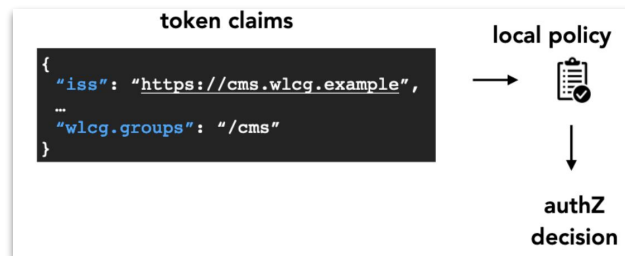 token claims
{
“iss”: “https://cms.wlcg.example”,
…
“wlcg.groups”: “/cms”
}
local policy
authZ
decision